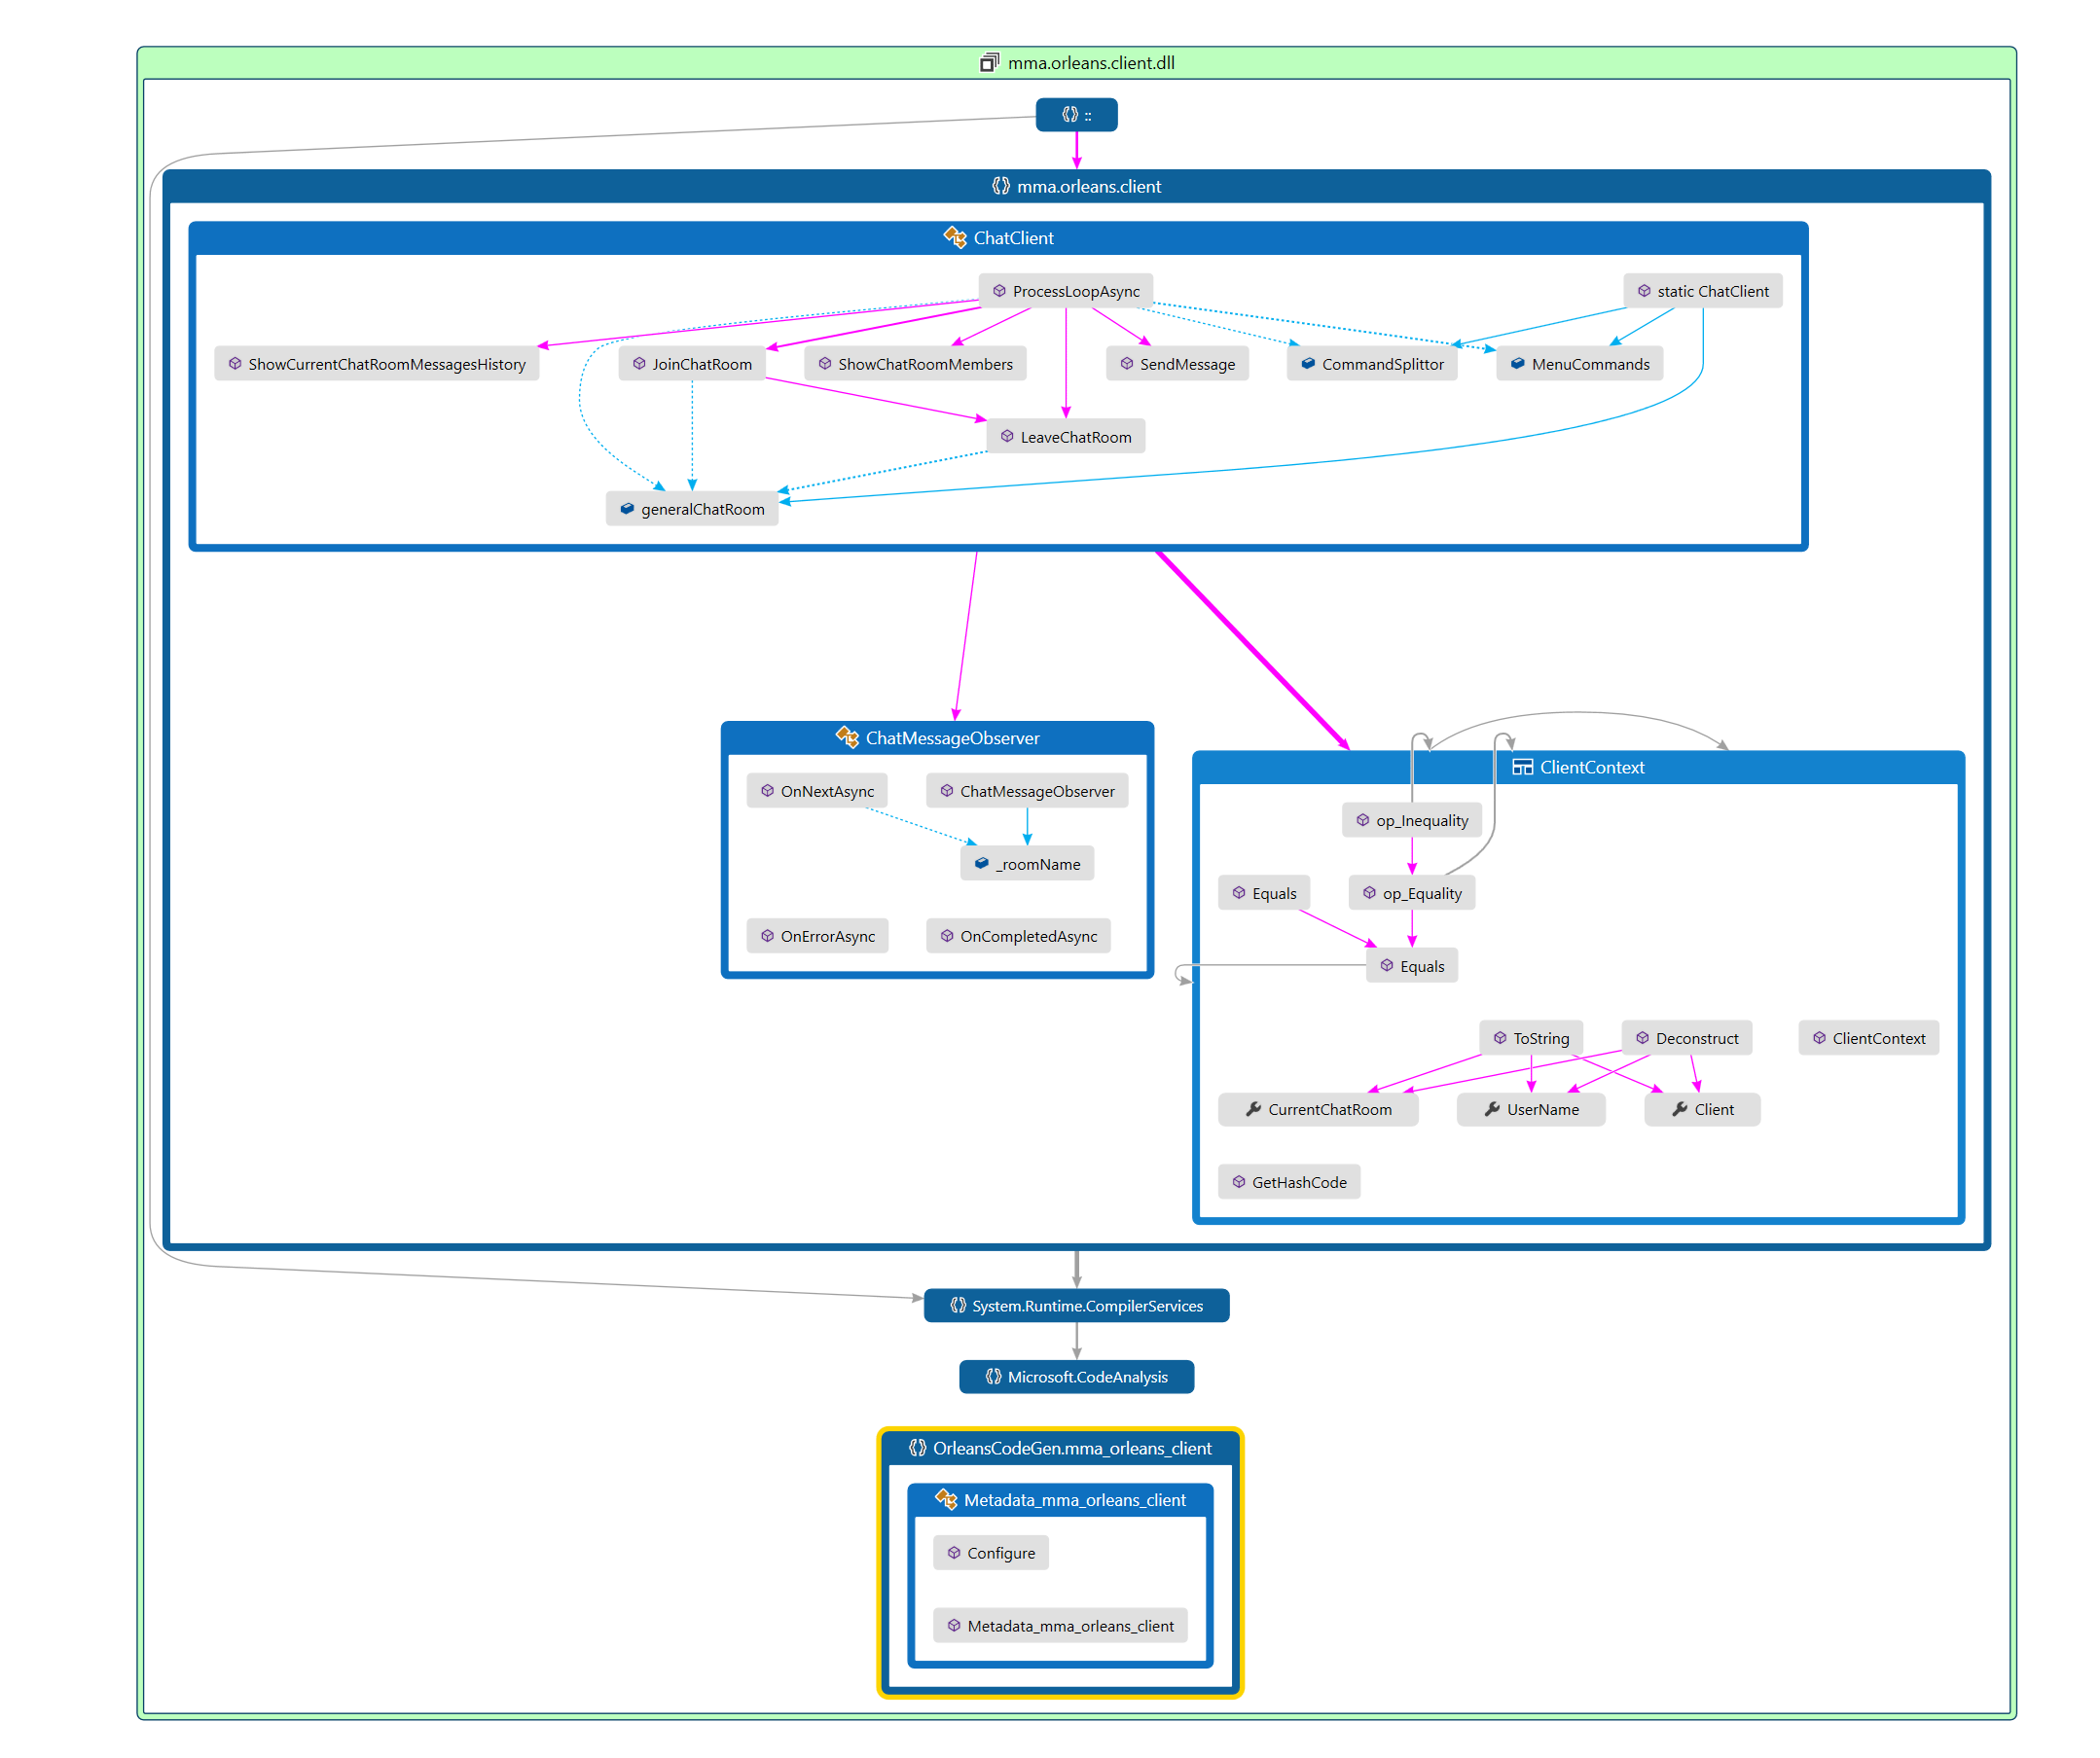 mma.orleans.client.dll
::
mma.orleans.client
ChatClient
ProcessLoopAsync
static ChatClient
ShowCurrentChatRoomMessagesHistory
JoinChatRoom
ShowChatRoomMembers
SendMessage
CommandSplittor
MenuCommands
LeaveChatRoom
generalChatRoom
ChatMessageObserver
OnNextAsync
ChatMessageObserver
_roomName
OnErrorAsync
OnCompletedAsync
ClientContext
op_Inequality
Equals
op_Equality
Equals
ToString
Deconstruct
ClientContext
CurrentChatRoom
UserName
Client
GetHashCode
System.Runtime.CompilerServices
Microsoft.CodeAnalysis
OrleansCodeGen.mma_orleans_client
Metadata_mma_orleans_client
Configure
Metadata_mma_orleans_client